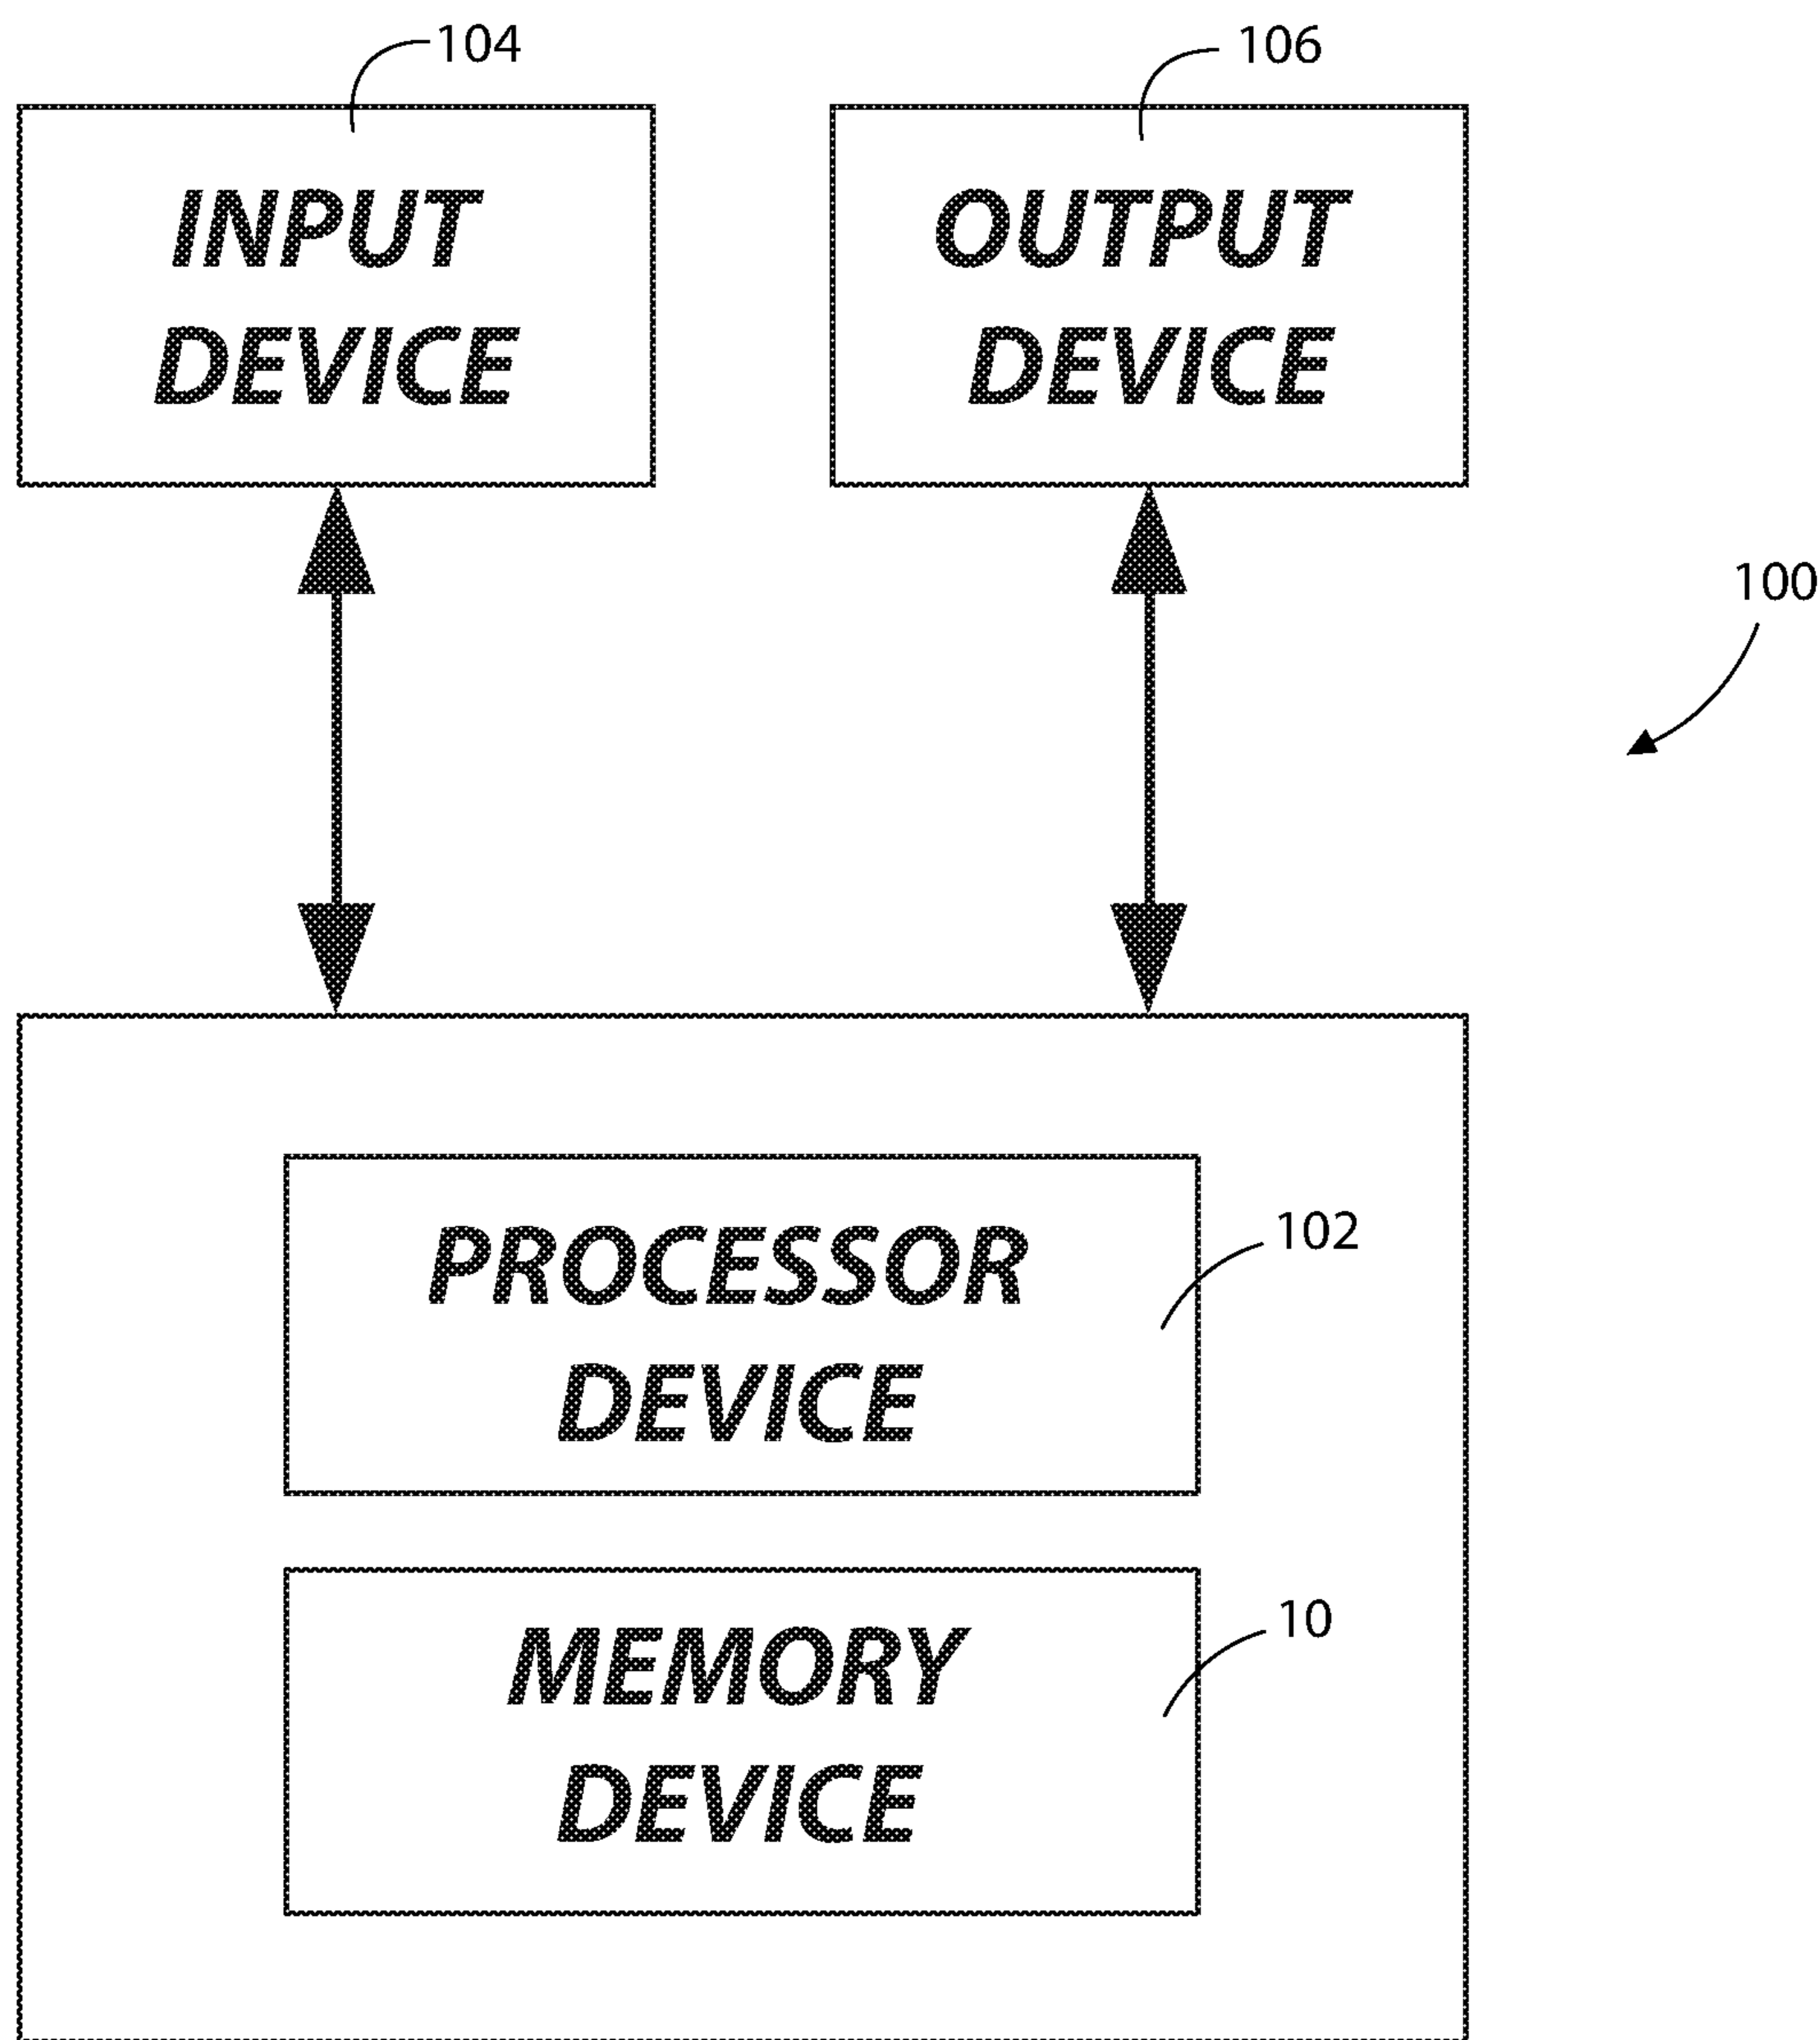 104
106
INPUT
DEVICE
OUTPUT
DEVICE
100
PROCESSOR
DEVICE
102
MEMORY
DEVICE
10